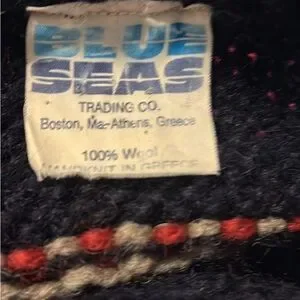 BLUE
SEAS
TRADING CO.
Boston, Ma-Athens, Greece
100% Wool
HANDKNIT IN GREECE